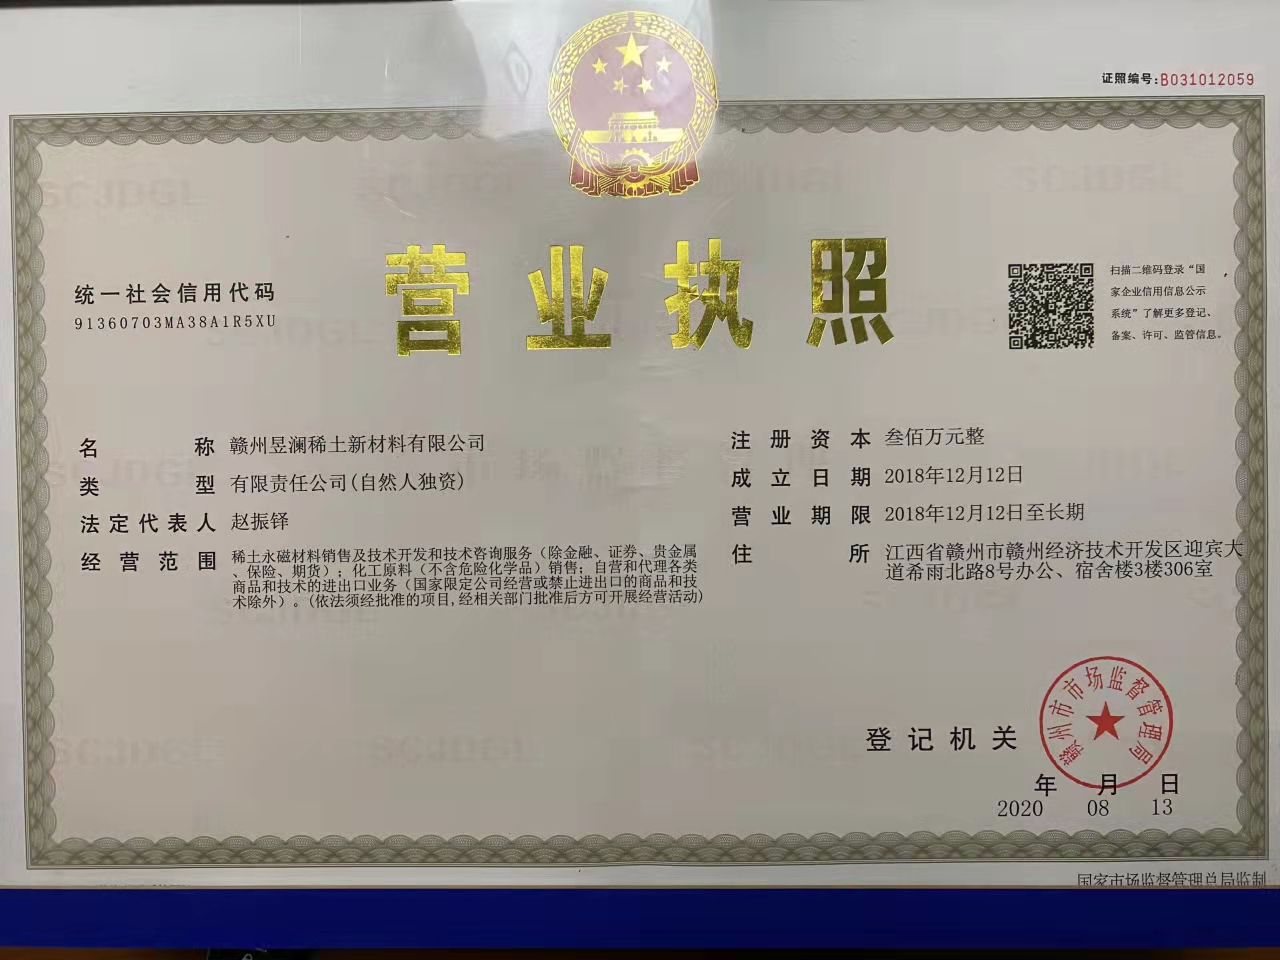 证照编号:B031012059
营业执照
统一社会信用代码
91360703MA38A1R5XU
扫描二维码登录“国
家企业信用信息公示
系统”了解更多登记、
备案、许可、监管信息。
名 称 赣州昱澜稀土新材料有限公司
类 型 有限责任公司(自然人独资)
法定代表人 赵振铎
经营范围 稀土永磁材料销售及技术开发和技术咨询服务（除金融、证券、贵金属
、保险、期货）；化工原料（不含危险化学品）销售；自营和代理各类
商品和技术的进出口业务（国家限定公司经营或禁止进出口的商品和技
术除外）。(依法须经批准的项目,经相关部门批准后方可开展经营活动)
注册资本 叁佰万元整
成立日期 2018年12月12日
营业期限 2018年12月12日至长期
住 所 江西省赣州市赣州经济技术开发区迎宾大
道希雨北路8号办公、宿舍楼3楼306室
登记机关
赣州市市场监督管理局
年 月 日
2020 08 13
国家市场监督管理总局监制
SCJDGL